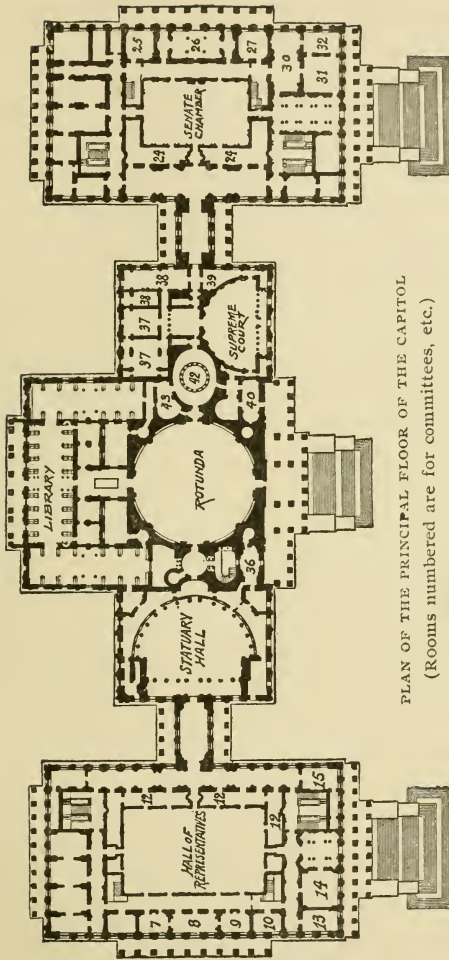 25
26
27
30
32
31
SENATE
CHAMBER
24
24
38
39
38
37
37
SUPREME
COURT
42
43
40
LIBRARY
ROTUNDA
36
STATUARY
HALL
12
12
12
15
HALL OF
REPRESENTATIVES
7
8
9
10
14
13
PLAN OF THE PRINCIPAL FLOOR OF THE CAPITOL
(Rooms numbered are for committees, etc.)